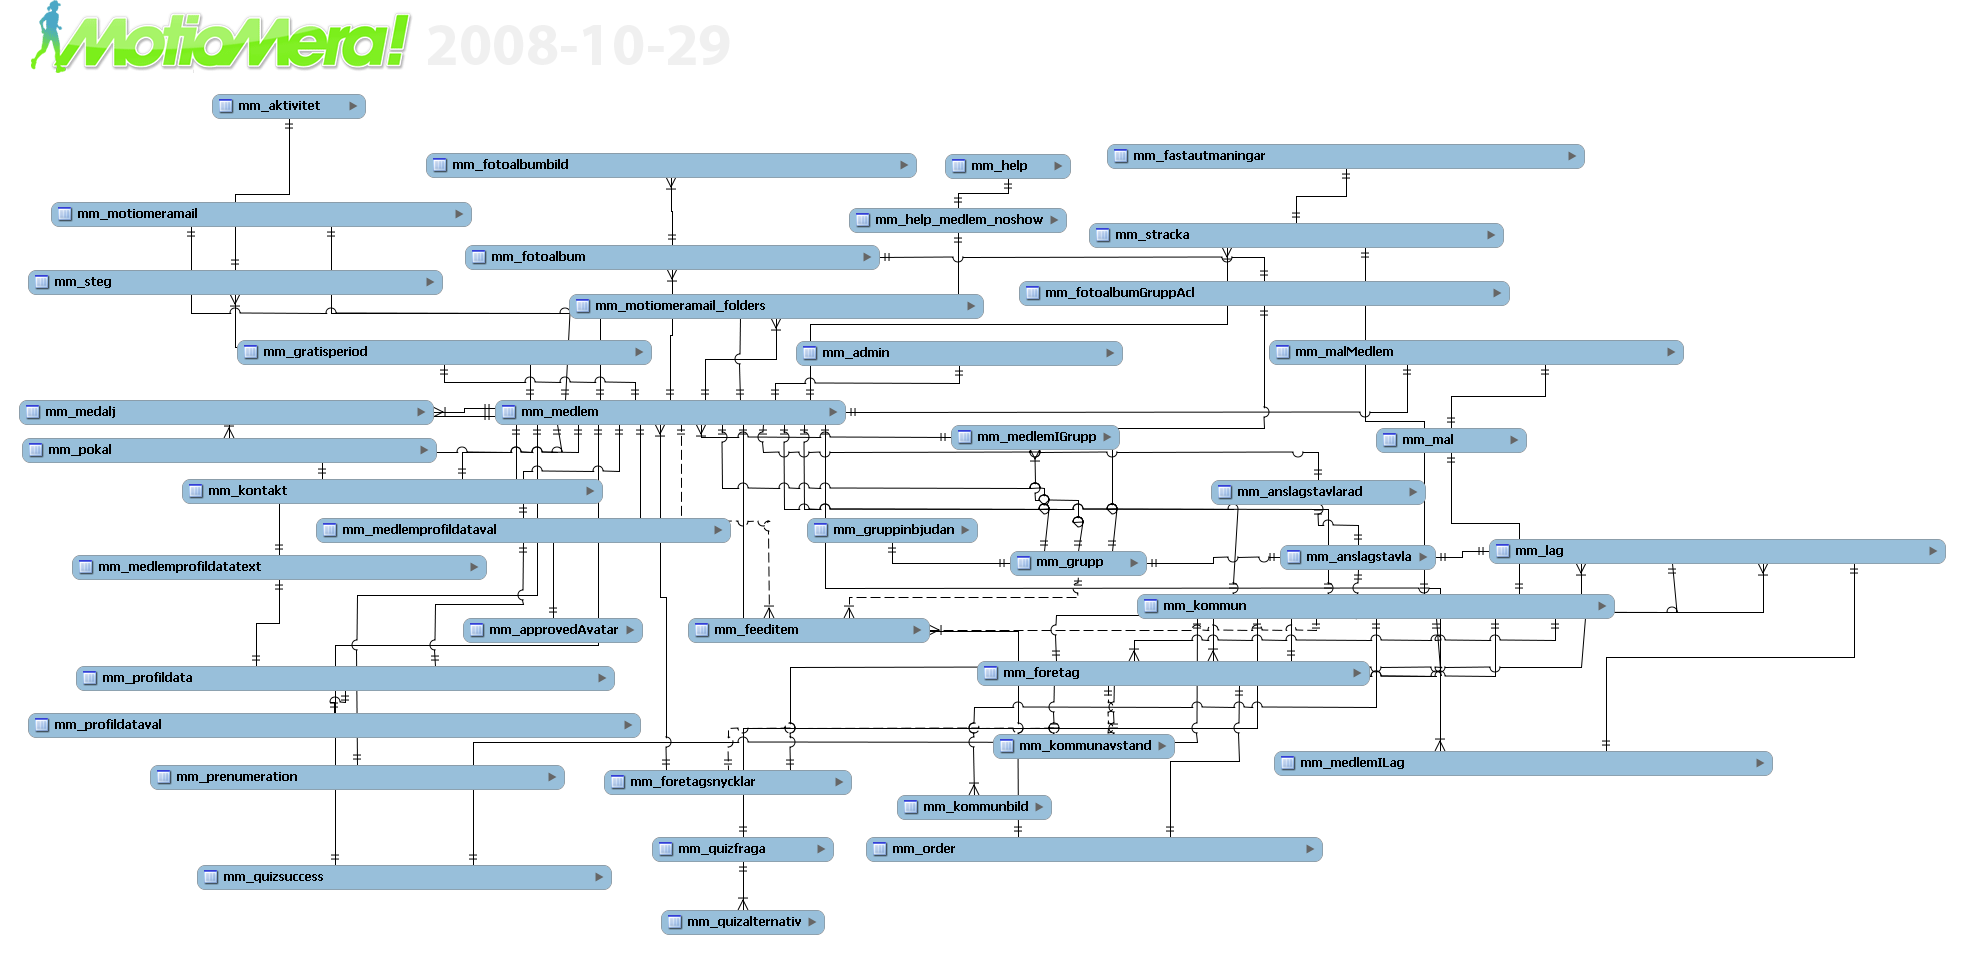 MotioMera! 2008-10-29
mm_aktivitet
mm_fotoalbumbild
mm_help
mm_fastautmaningar
mm_motiomeramail
mm_help_medlem_noshow
mm_stracka
mm_fotoalbum
mm_steg
mm_fotoalbumGruppAcl
mm_motiomeramail_folders
mm_gratisperiod
mm_admin
mm_malMedlem
mm_medalj
mm_medlem
mm_medlemIGrupp
mm_mal
mm_pokal
mm_kontakt
mm_anslagstavlarad
mm_medlemprofildataval
mm_gruppinbjudan
mm_grupp
mm_anslagstavla
mm_lag
mm_medlemprofildatatext
mm_kommun
mm_approvedAvatar
mm_feeditem
mm_profildata
mm_foretag
mm_profildataval
mm_kommunavstand
mm_medlemILag
mm_prenumeration
mm_foretagsnycklar
mm_kommunbild
mm_quizfraga
mm_order
mm_quizsuccess
mm_quizalternativ